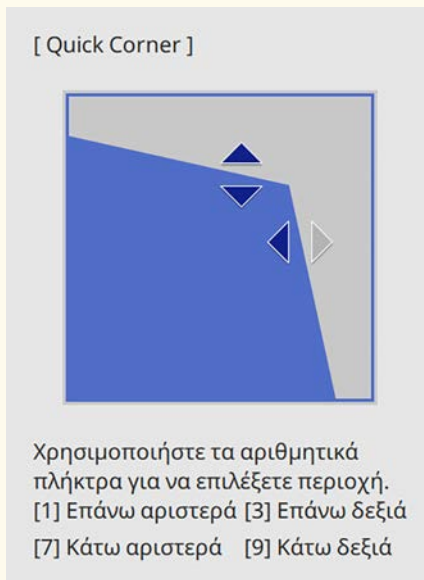 [ Quick Corner ]
Χρησιμοποιήστε τα αριθμητικά
πλήκτρα για να επιλέξετε περιοχή.
[1] Επάνω αριστερά [3] Επάνω δεξιά
[7] Κάτω αριστερά [9] Κάτω δεξιά